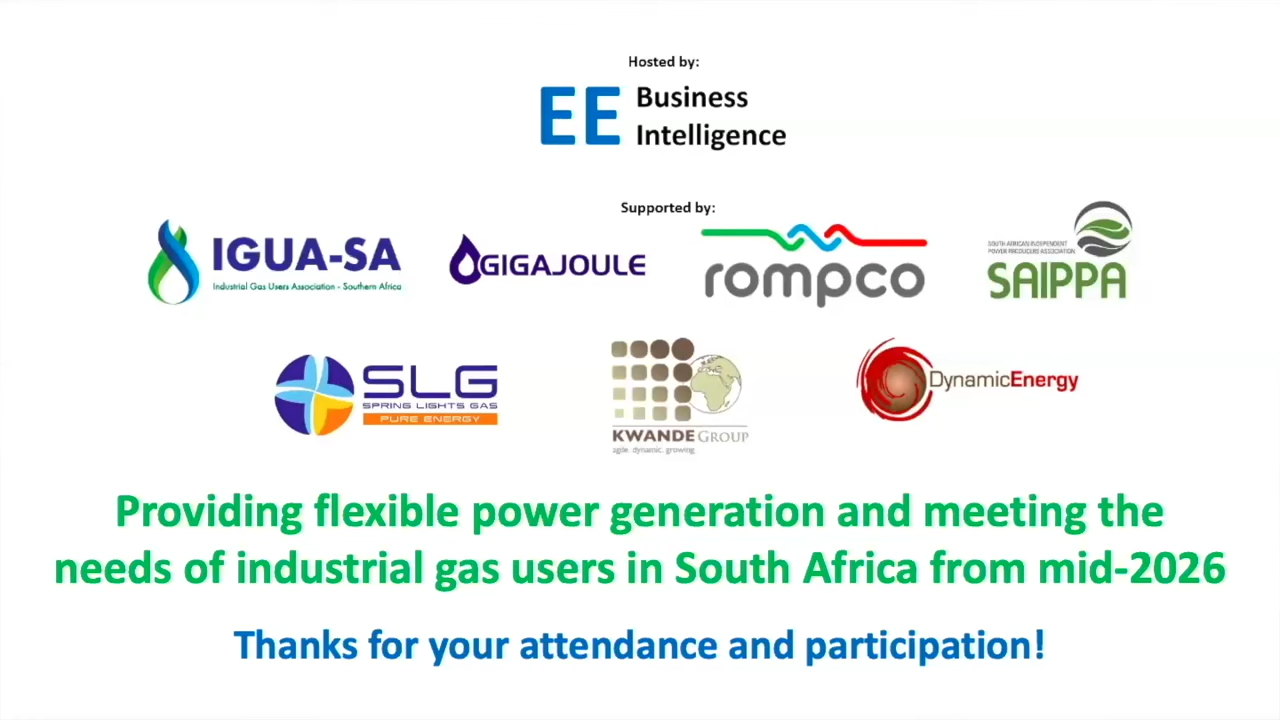 Hosted by:
EE Business
Intelligence
Supported by:
IGUA-SA
Industrial Gas Users Association - Southern Africa
GIGAJOULE
rompco
SOUTH AFRICAN INDEPENDENT
POWER PRODUCERS ASSOCIATION
SAIPPA
SLG
SPRING LIGHTS GAS
PURE ENERGY
KWANDE GROUP
agile. dynamic. growing.
DynamicEnergy
Providing flexible power generation and meeting the
needs of industrial gas users in South Africa from mid-2026
Thanks for your attendance and participation!